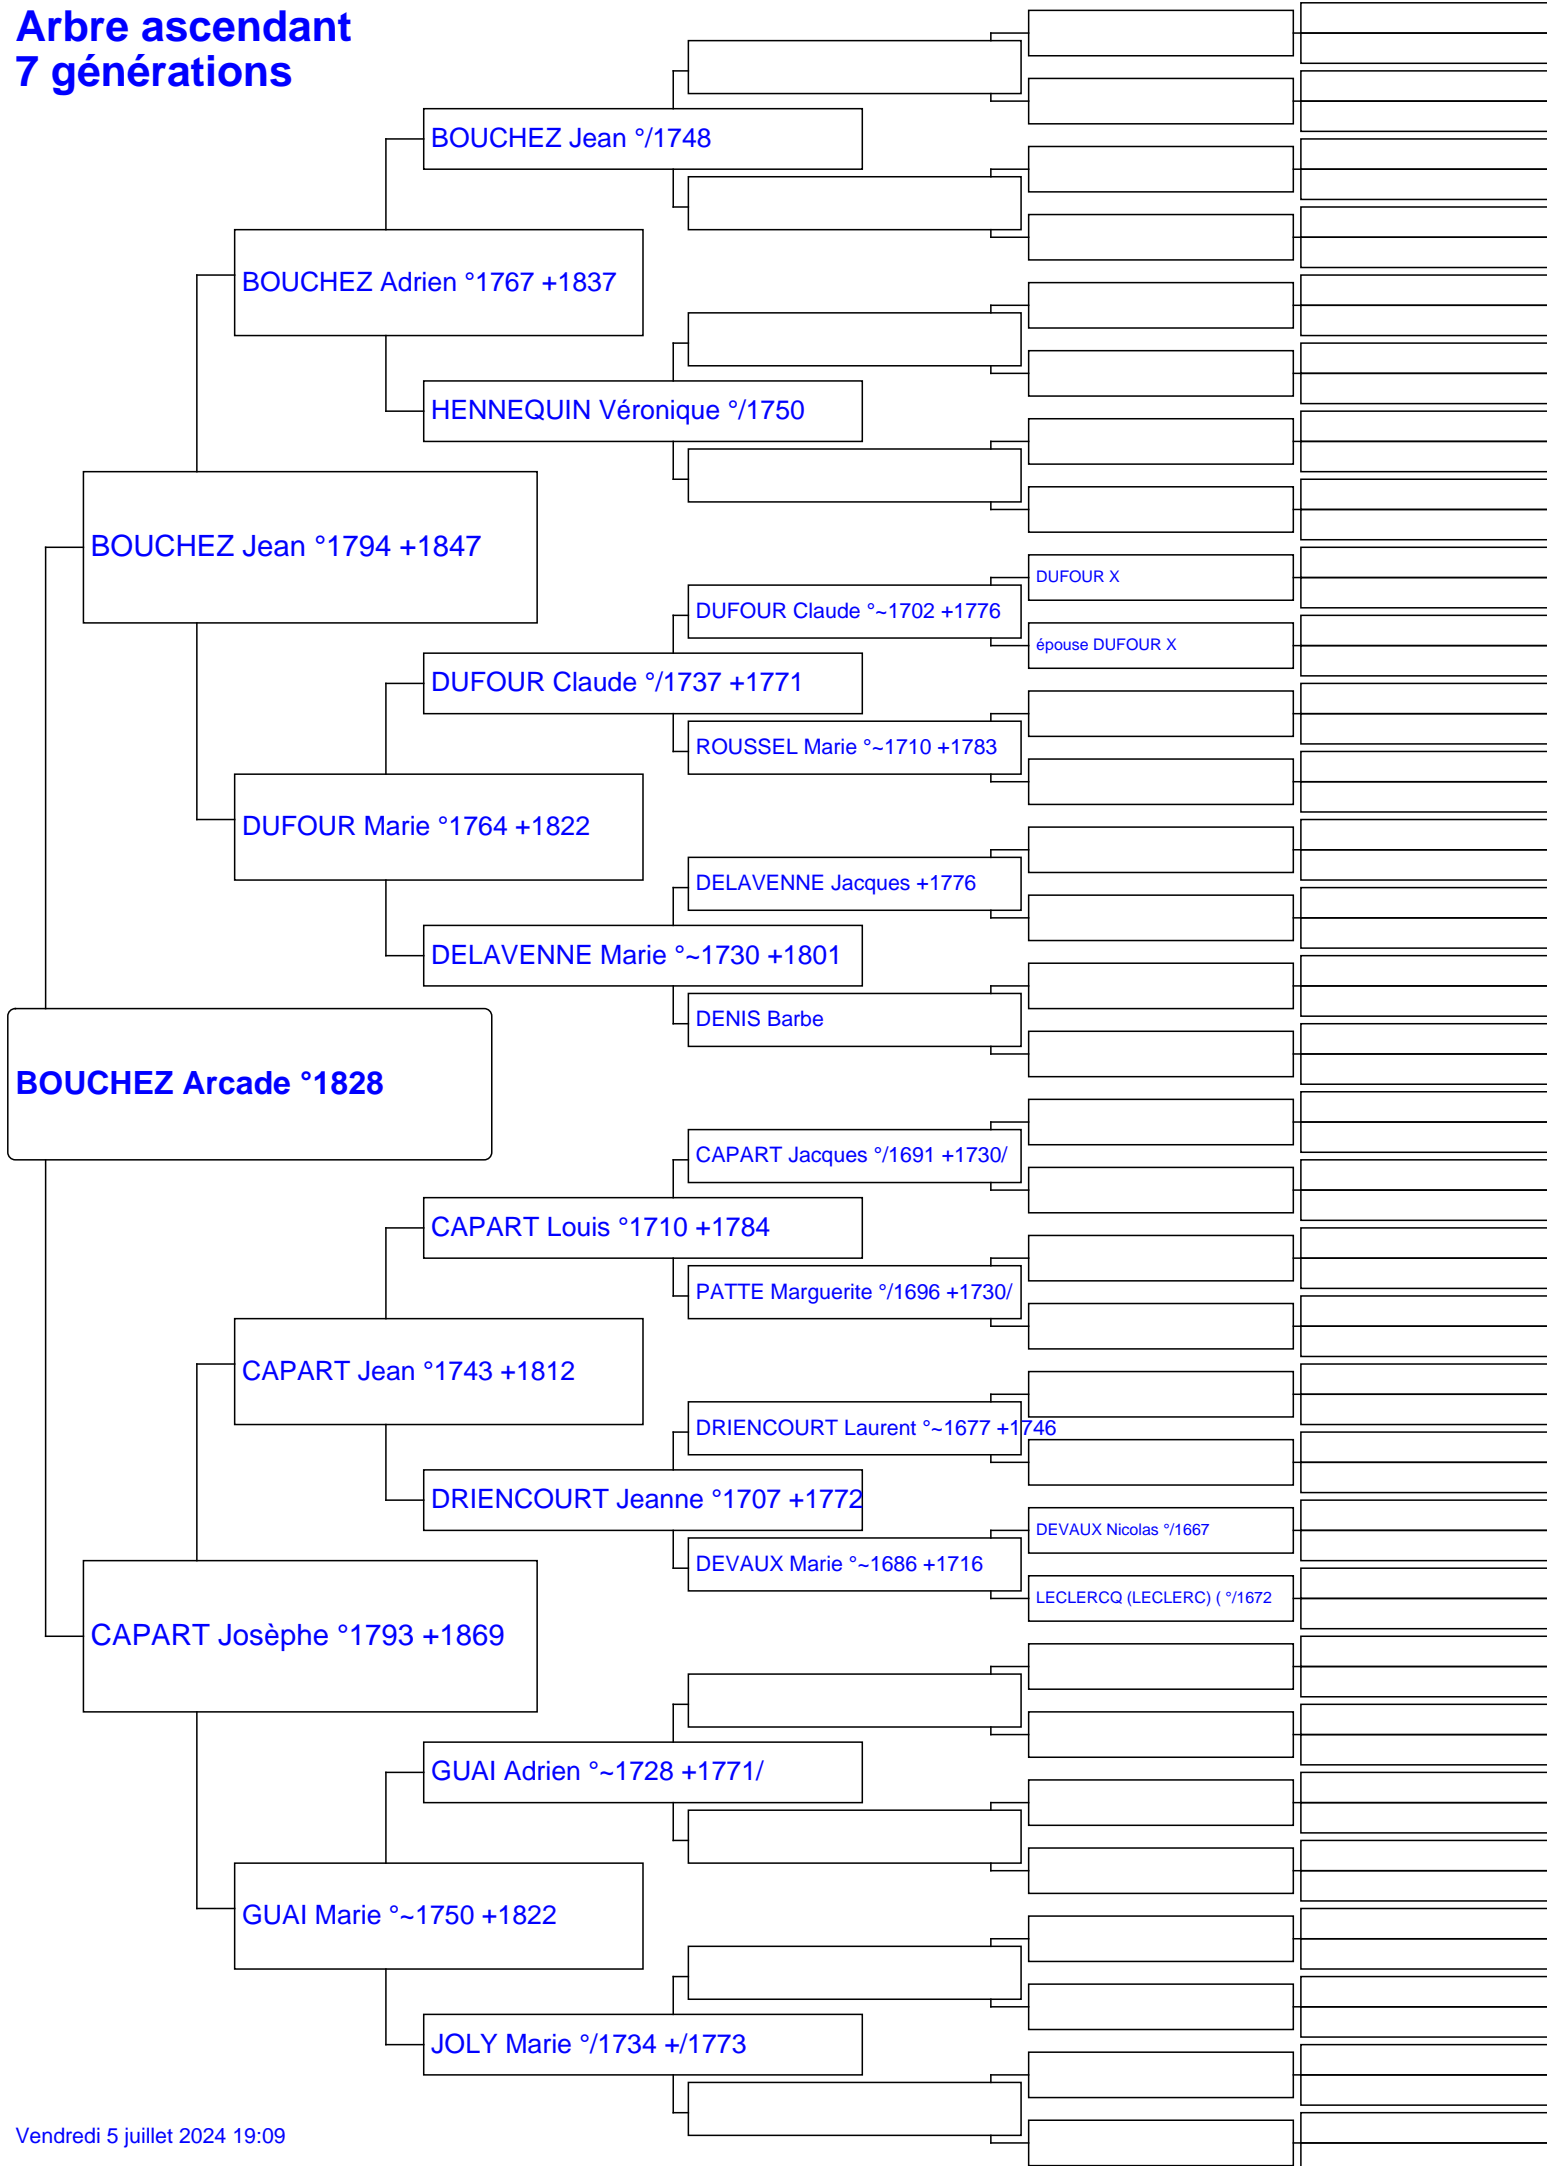 Arbre ascendant
7 générations
BOUCHEZ Jean °/1748
BOUCHEZ Adrien °1767 +1837
HENNEQUIN Véronique °/1750
BOUCHEZ Jean °1794 +1847
DUFOUR X
DUFOUR Claude °~1702 +1776
épouse DUFOUR X
DUFOUR Claude °/1737 +1771
ROUSSEL Marie °~1710 +1783
DUFOUR Marie °1764 +1822
DELAVENNE Jacques +1776
DELAVENNE Marie °~1730 +1801
DENIS Barbe
BOUCHEZ Arcade °1828
CAPART Jacques °/1691 +1730/
CAPART Louis °1710 +1784
PATTE Marguerite °/1696 +1730/
CAPART Jean °1743 +1812
DRIENCOURT Laurent °~1677 +1746
DRIENCOURT Jeanne °1707 +1772
DEVAUX Nicolas °/1667
DEVAUX Marie °~1686 +1716
LECLERCQ (LECLERC) ( °/1672
CAPART Josèphe °1793 +1869
GUAI Adrien °~1728 +1771/
GUAI Marie °~1750 +1822
JOLY Marie °/1734 +/1773
Vendredi 5 juillet 2024 19:09